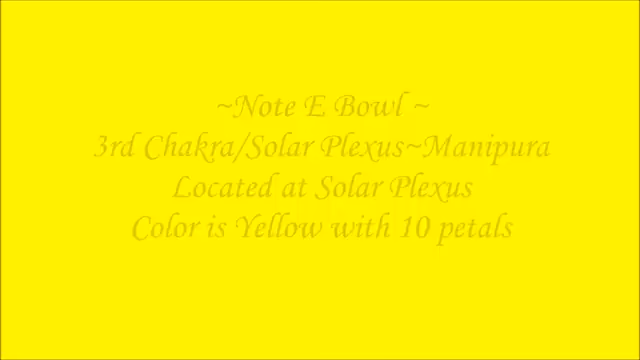 ~Note E Bowl ~
3rd Chakra/Solar Plexus~Manipura
Located at Solar Plexus
Color is Yellow with 10 petals